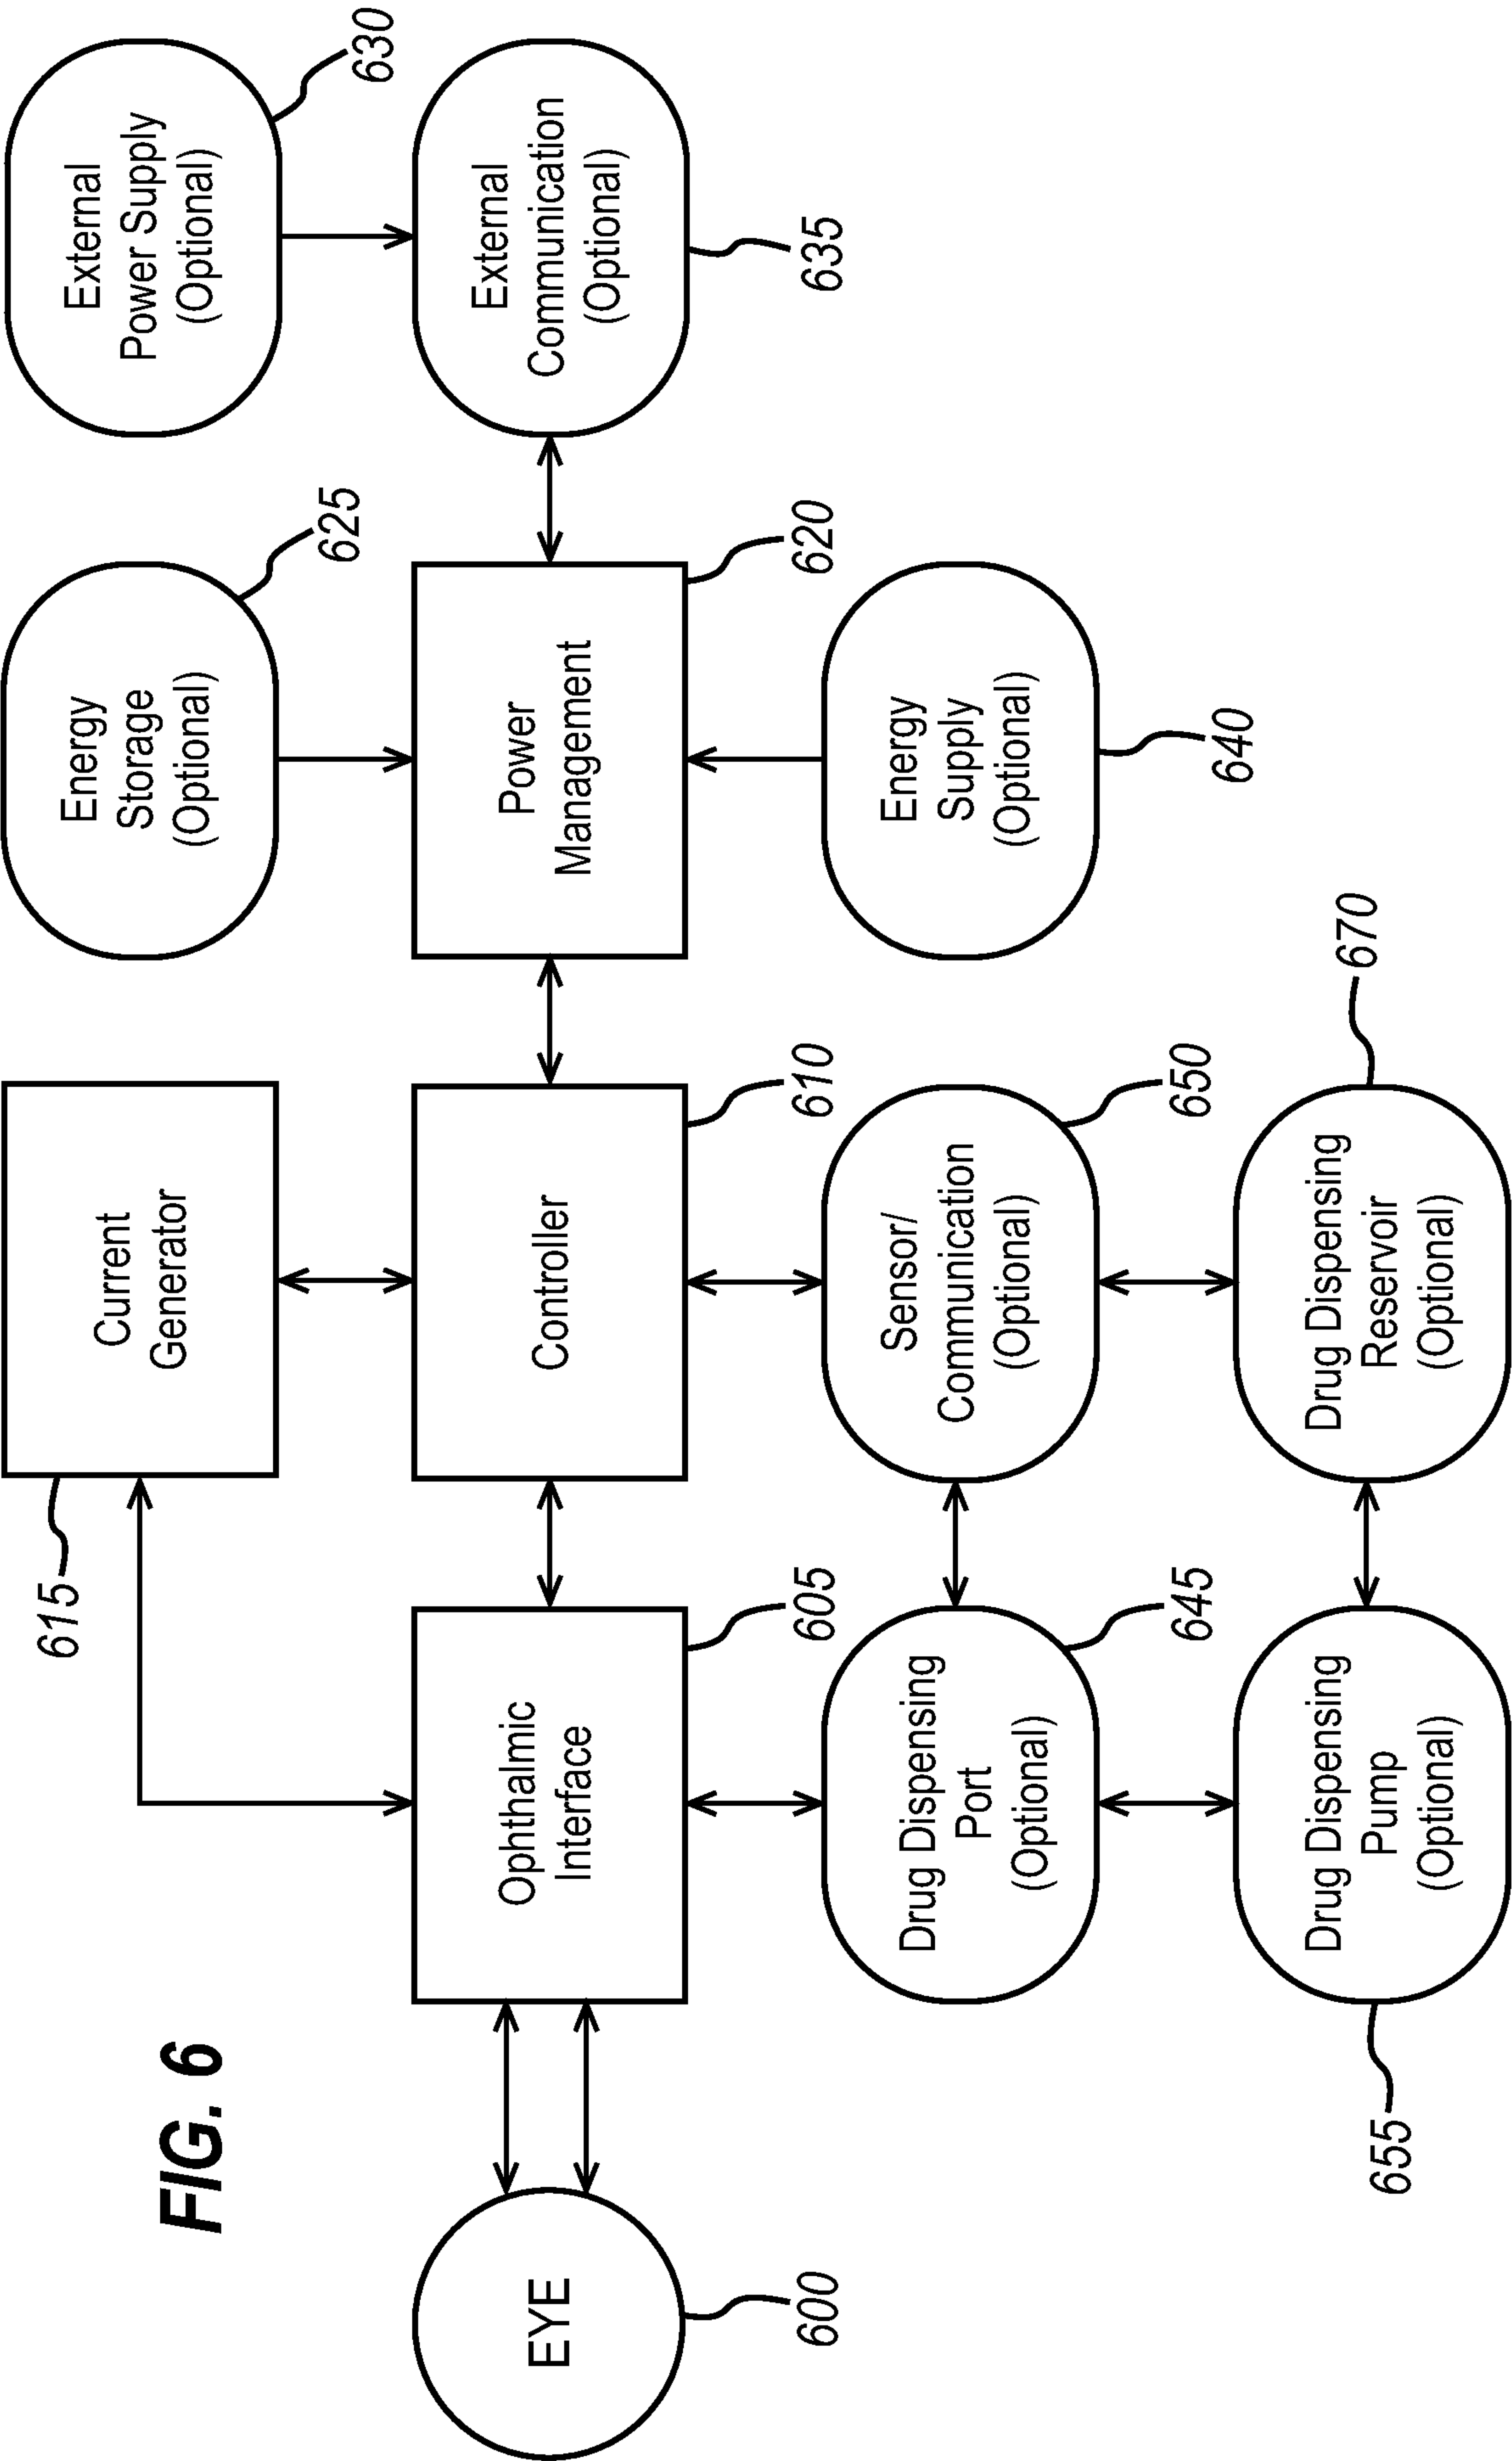 FIG. 6
615
Current
Generator
Energy
Storage
(Optional)
625
External
Power Supply
(Optional)
630
EYE
600
Ophthalmic
Interface
605
Controller
610
Power
Management
620
External
Communication
(Optional)
635
Drug Dispensing
Port
(Optional)
645
Sensor/
Communication
(Optional)
650
Energy
Supply
(Optional)
640
655
Drug Dispensing
Pump
(Optional)
Drug Dispensing
Reservoir
(Optional)
670